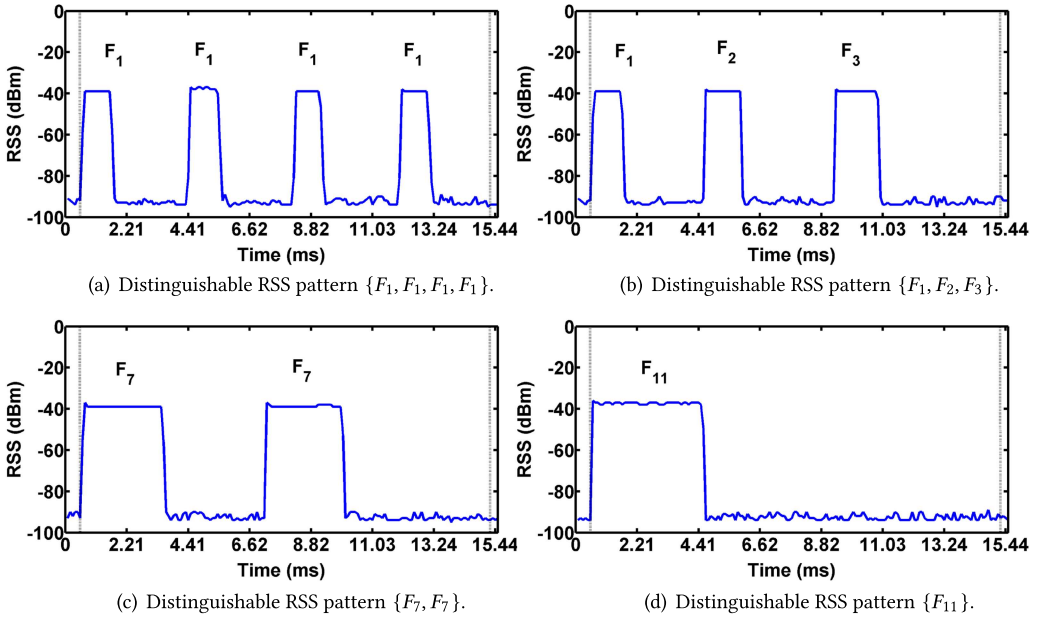 0
-20
-40
-60
-80
-100
RSS (dBm)
F1 F1 F1 F1
0 2.21 4.41 6.62 8.82 11.03 13.24 15.44
Time (ms)
(a) Distinguishable RSS pattern {F1, F1, F1, F1}.
0
-20
-40
-60
-80
-100
RSS (dBm)
F1 F2 F3
0 2.21 4.41 6.62 8.82 11.03 13.24 15.44
Time (ms)
(b) Distinguishable RSS pattern {F1, F2, F3}.
0
-20
-40
-60
-80
-100
RSS (dBm)
F7 F7
0 2.21 4.41 6.62 8.82 11.03 13.24 15.44
Time (ms)
(c) Distinguishable RSS pattern {F7, F7}.
0
-20
-40
-60
-80
-100
RSS (dBm)
F11
0 2.21 4.41 6.62 8.82 11.03 13.24 15.44
Time (ms)
(d) Distinguishable RSS pattern {F11}.